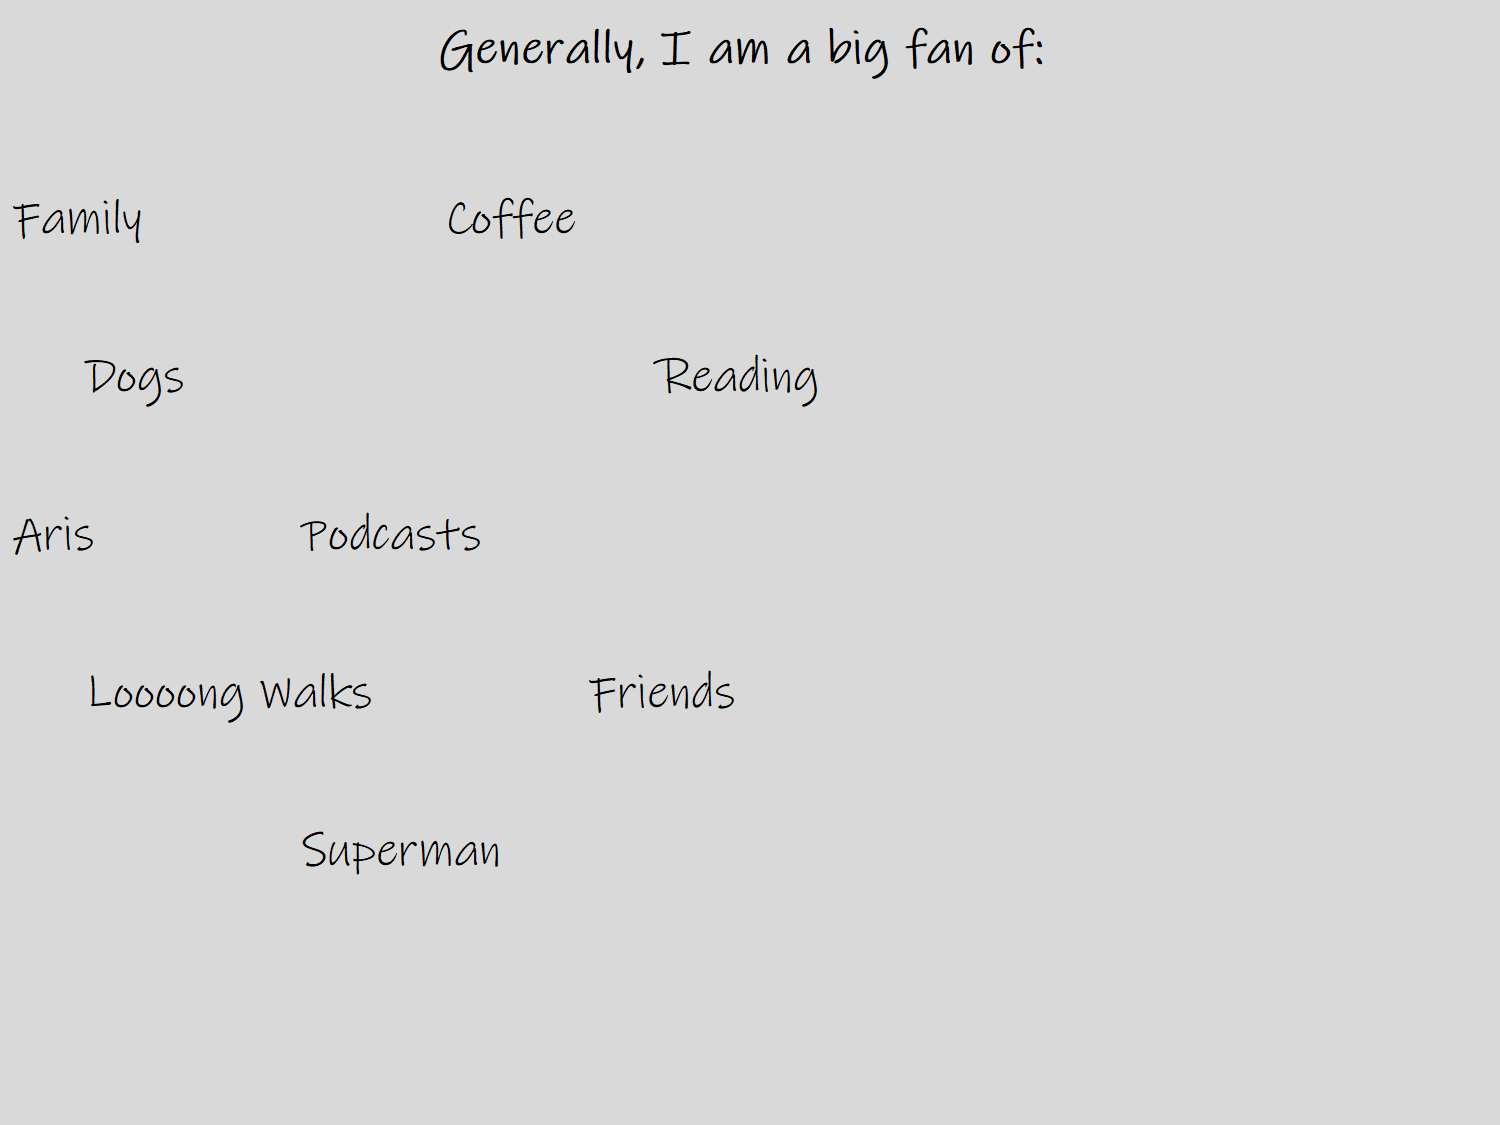 Generally, I am a big fan of:
Family Coffee
Dogs Reading
Aris Podcasts
Loooong Walks Friends
Superman